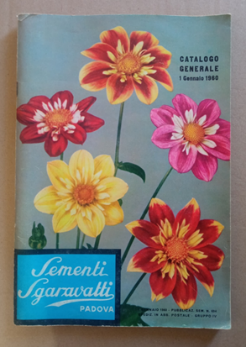 CATALOGO
GENERALE
1 Gennaio 1960
Sementi
Sgaravatti
PADOVA